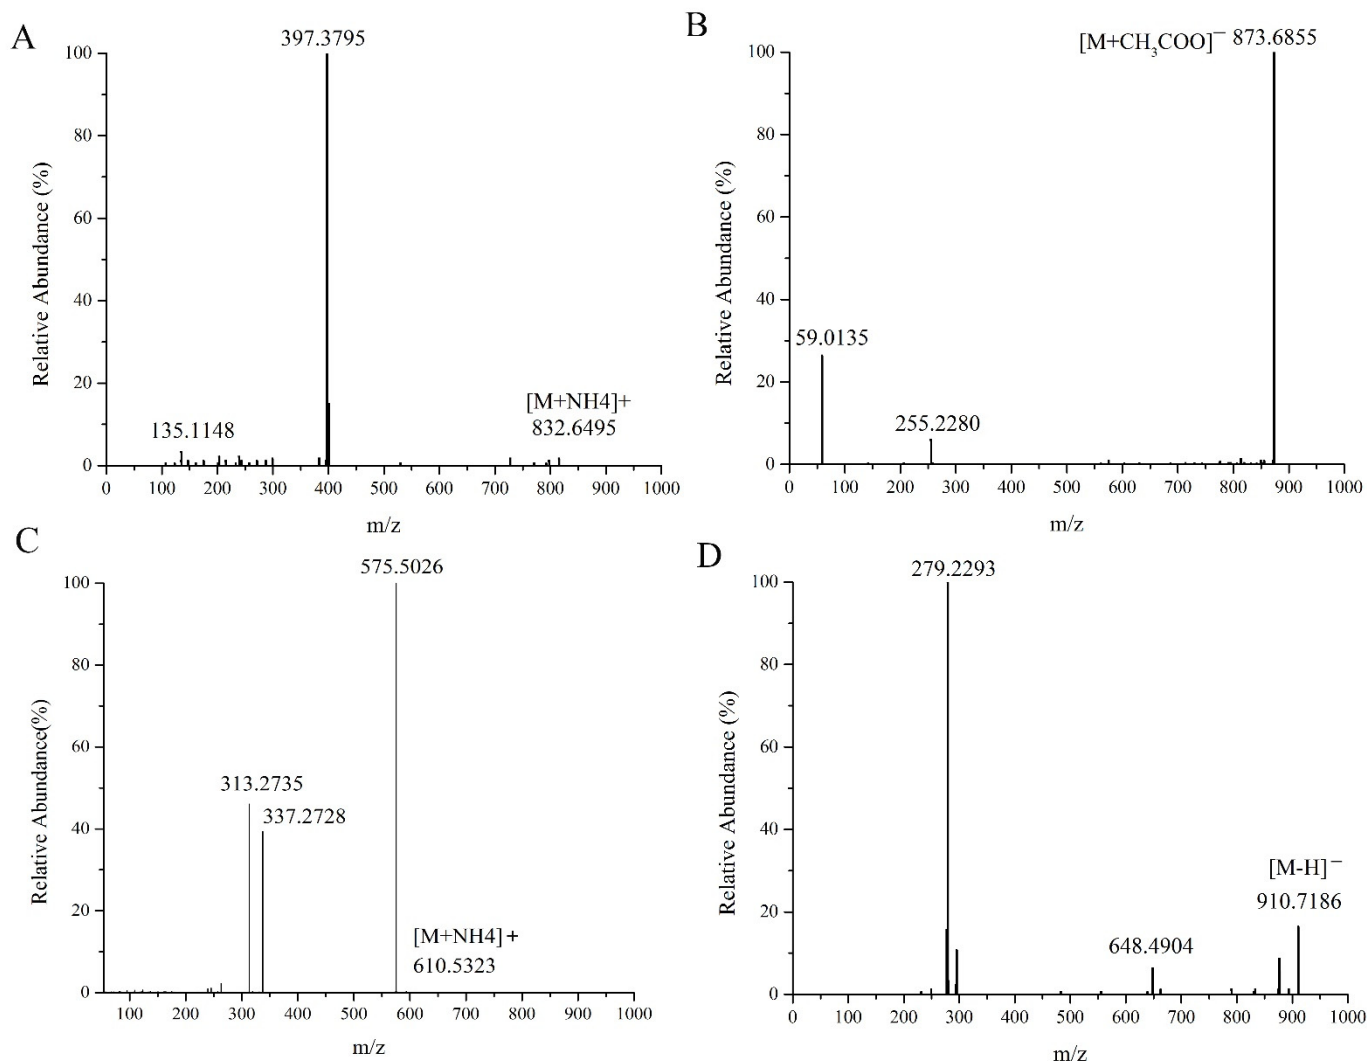 A
397.3795
100
80
60
40
20
0
Relative Abundance (%)
135.1148
[M+NH4]+
832.6495
0 100 200 300 400 500 600 700 800 900 1000
m/z
B
[M+CH₃COO]⁻ 873.6855
100
80
60
40
20
0
Relative Abundance (%)
59.0135
255.2280
0 100 200 300 400 500 600 700 800 900 1000
m/z
C
575.5026
100
80
60
40
20
0
Relative Abundance(%)
313.2735
337.2728
[M+NH4]+
610.5323
100 200 300 400 500 600 700 800 900 1000
m/z
D
279.2293
100
80
60
40
20
0
Relative Abundance (%)
[M-H]⁻
910.7186
648.4904
0 100 200 300 400 500 600 700 800 900 1000
m/z